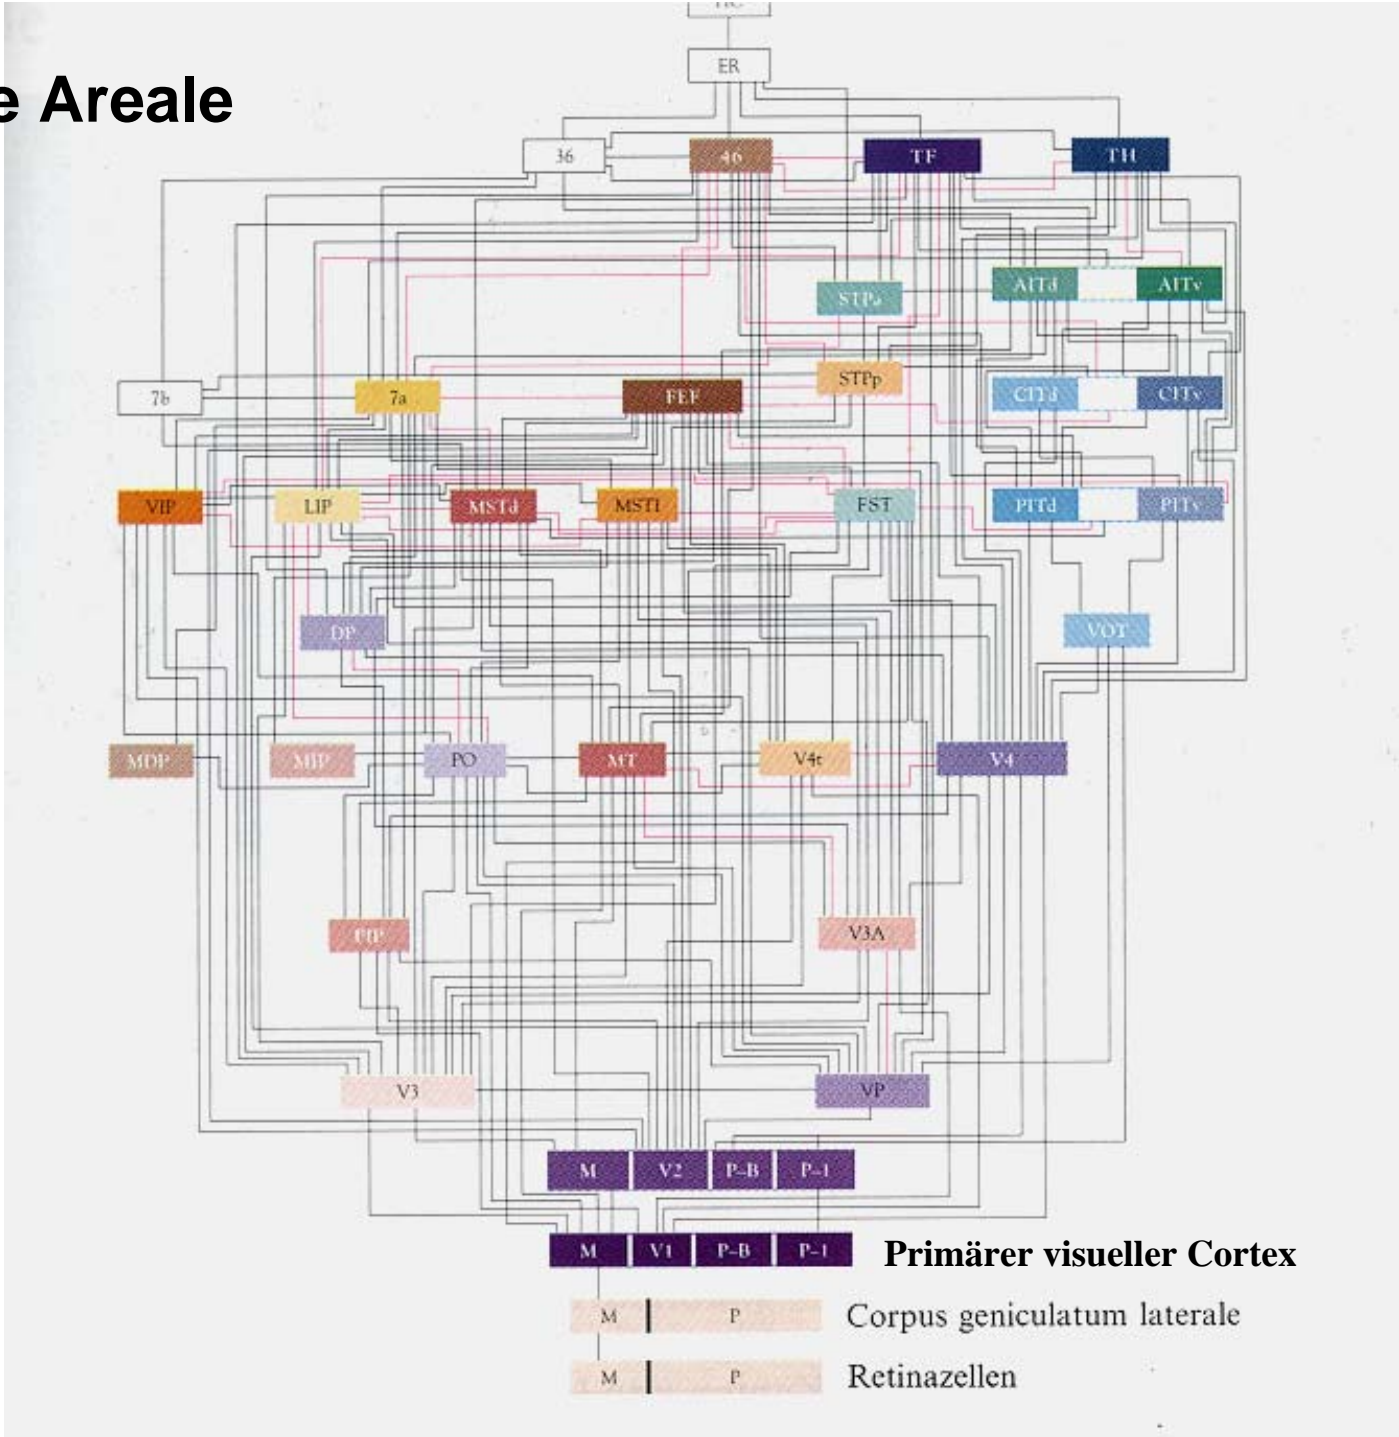 e Areale
ER
36 46 TF TH
STPa AITd AITv
7b 7a FEF STPp CITd CITv
VIP LIP MSTd MSTl FST PITd PITv
DP VOT
MDP MIP PO MT V4t V4
V3A
V3 VP
M V2 P-B P-I
M V1 P-B P-I Primärer visueller Cortex
M P Corpus geniculatum laterale
M P Retinazellen